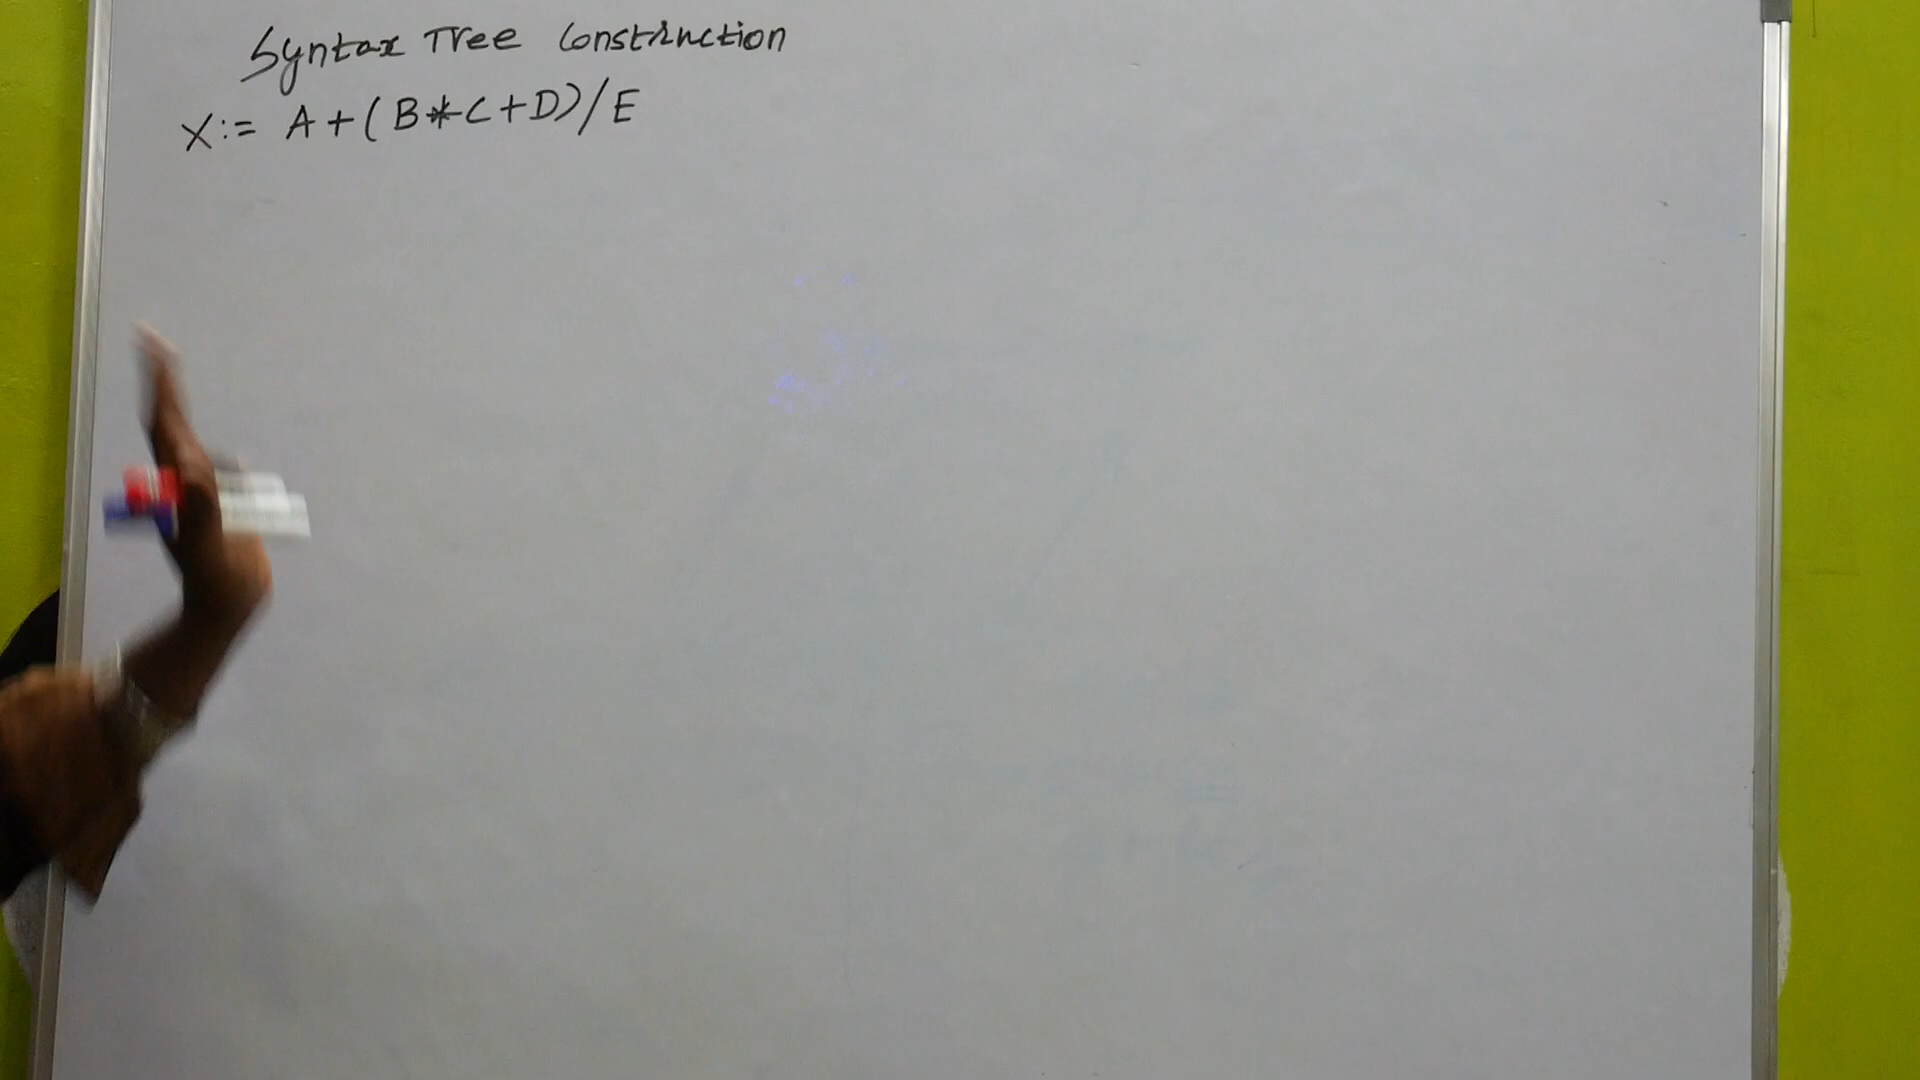 Syntax Tree Construction
X:= A+(B*C+D)/E